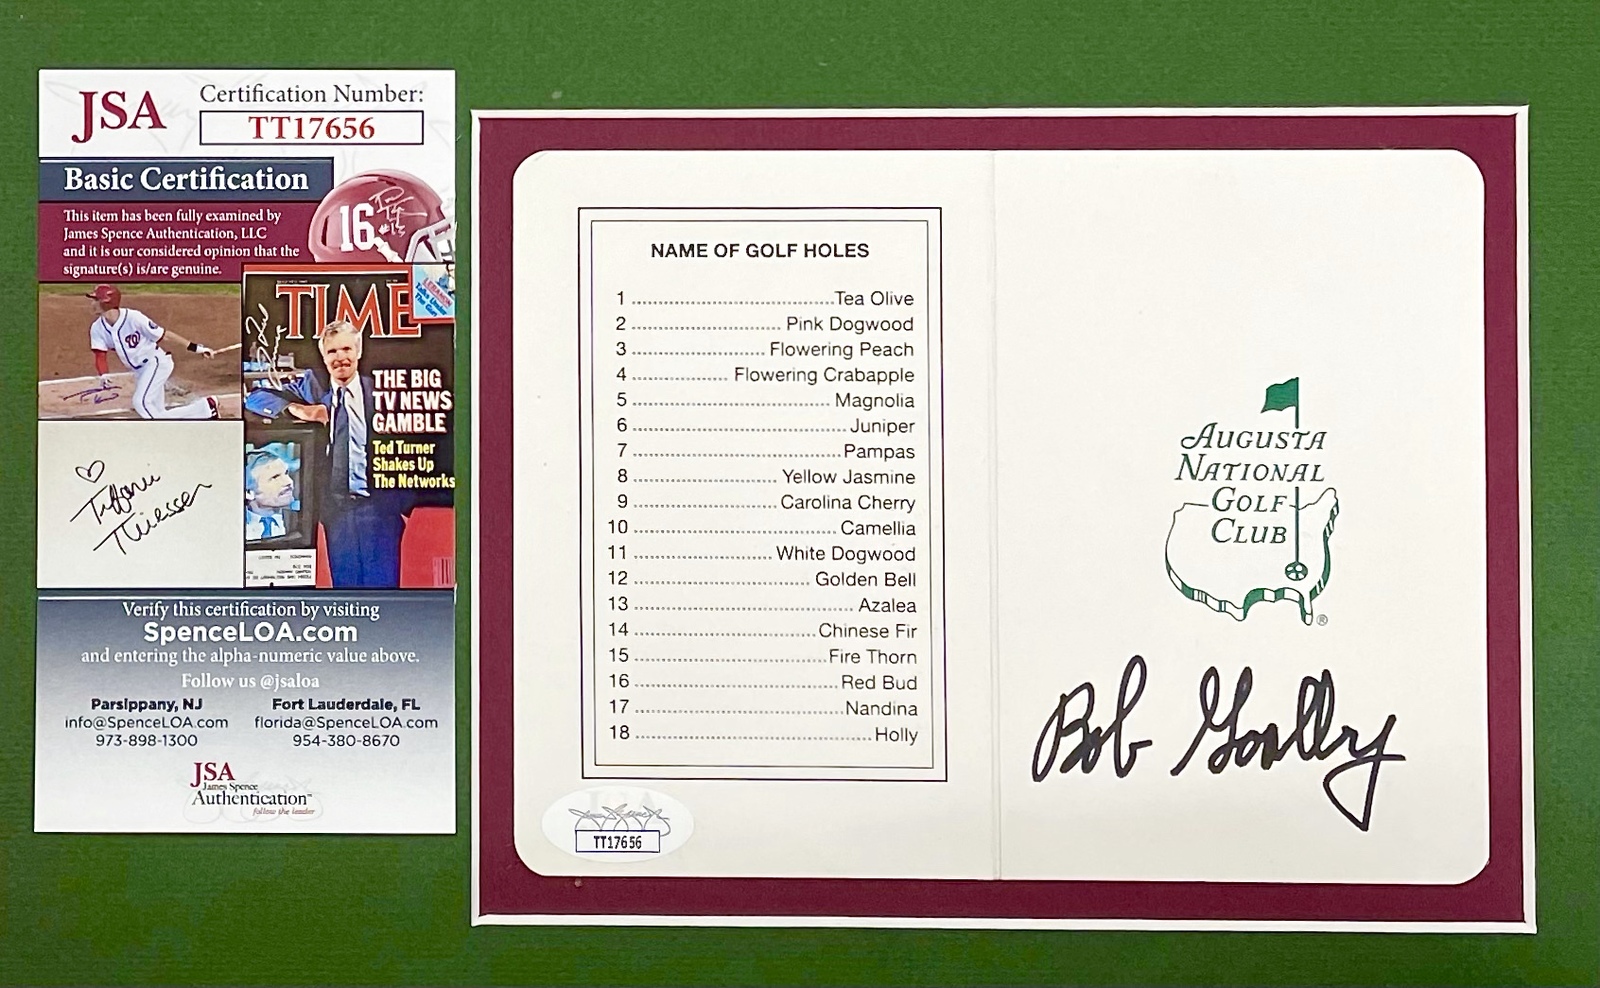 JSA
Certification Number:
TT17656
Basic Certification
This item has been fully examined by
James Spence Authentication, LLC
and it is our considered opinion that the
signature(s) is/are genuine.
16
TIME
THE BIG
TV NEWS
GAMBLE
Ted Turner
Shakes Up
The Networks
Tiffani
Thiessen
Verify this certification by visiting
SpenceLOA.com
and entering the alpha-numeric value above.
Follow us @jsaloa
Parsippany, NJ
info@SpenceLOA.com
973-898-1300
Fort Lauderdale, FL
florida@SpenceLOA.com
954-380-8670
JSA
James Spence
Authentication™
follow the leader
NAME OF GOLF HOLES
1 ........................ Tea Olive
2 ........................ Pink Dogwood
3 ........................ Flowering Peach
4 ........................ Flowering Crabapple
5 ........................ Magnolia
6 ........................ Juniper
7 ........................ Pampas
8 ........................ Yellow Jasmine
9 ........................ Carolina Cherry
10 ........................ Camellia
11 ........................ White Dogwood
12 ........................ Golden Bell
13 ........................ Azalea
14 ........................ Chinese Fir
15 ........................ Fire Thorn
16 ........................ Red Bud
17 ........................ Nandina
18 ........................ Holly
TT17656
AUGUSTA
NATIONAL
GOLF
CLUB
®
Bob Goalby